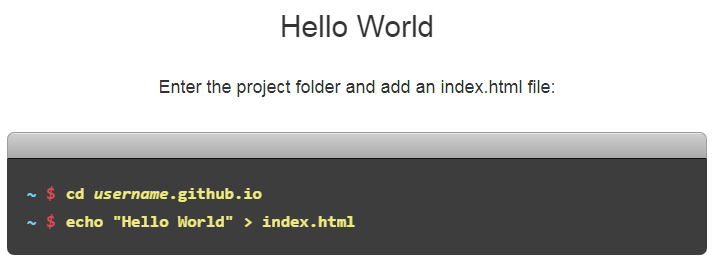 Hello World
Enter the project folder and add an index.html file:
~ $ cd username.github.io
~ $ echo "Hello World" > index.html